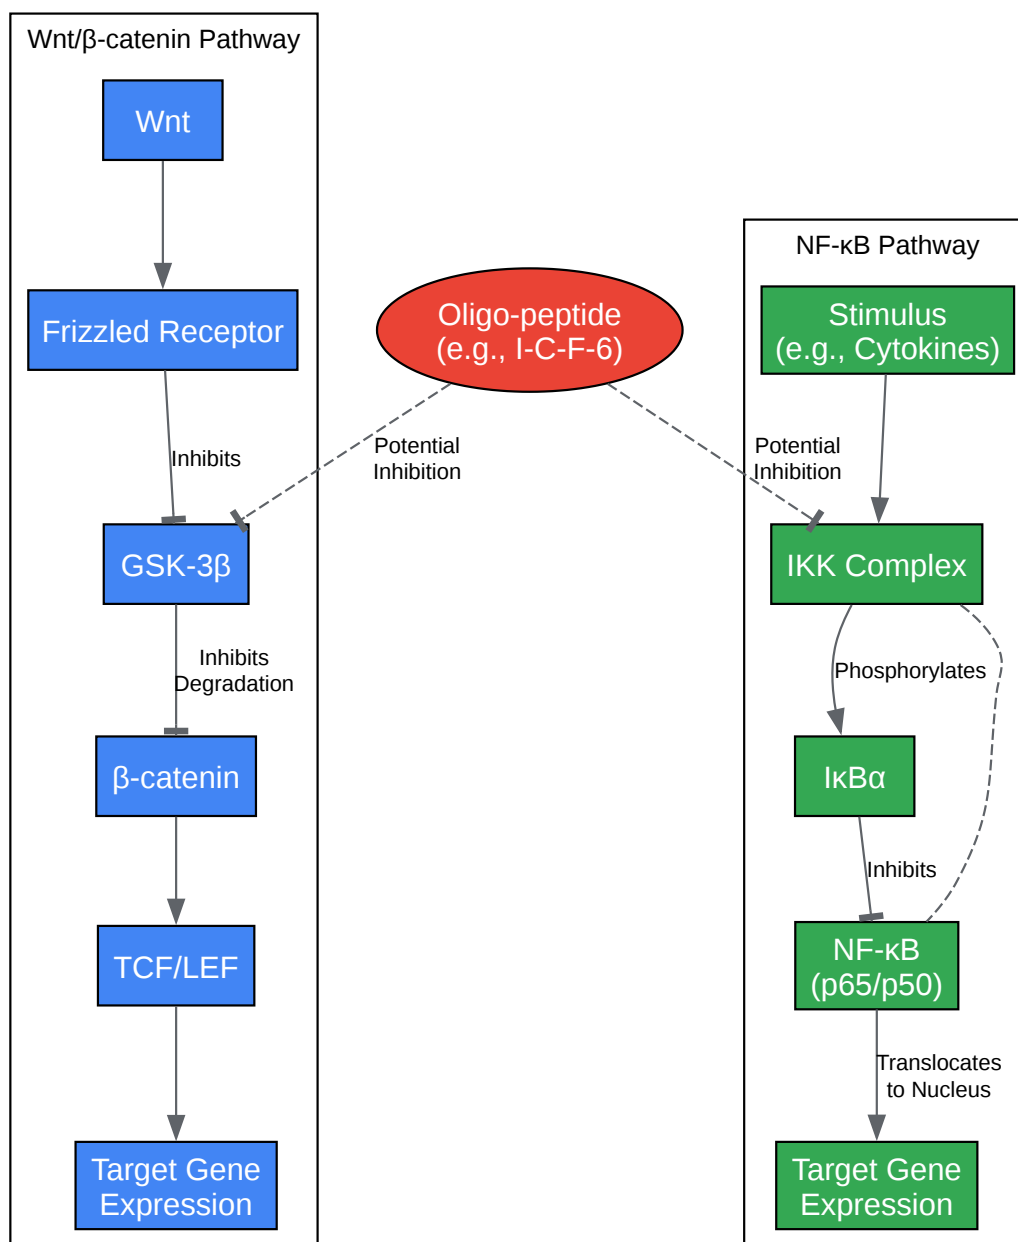 Wnt/β-catenin Pathway
Wnt
Frizzled Receptor
Inhibits
GSK-3β
Inhibits
Degradation
β-catenin
TCF/LEF
Target Gene
Expression
Oligo-peptide
(e.g., I-C-F-6)
Potential
Inhibition
Potential
Inhibition
NF-κB Pathway
Stimulus
(e.g., Cytokines)
IKK Complex
Phosphorylates
IκBα
Inhibits
NF-κB
(p65/p50)
Translocates
to Nucleus
Target Gene
Expression